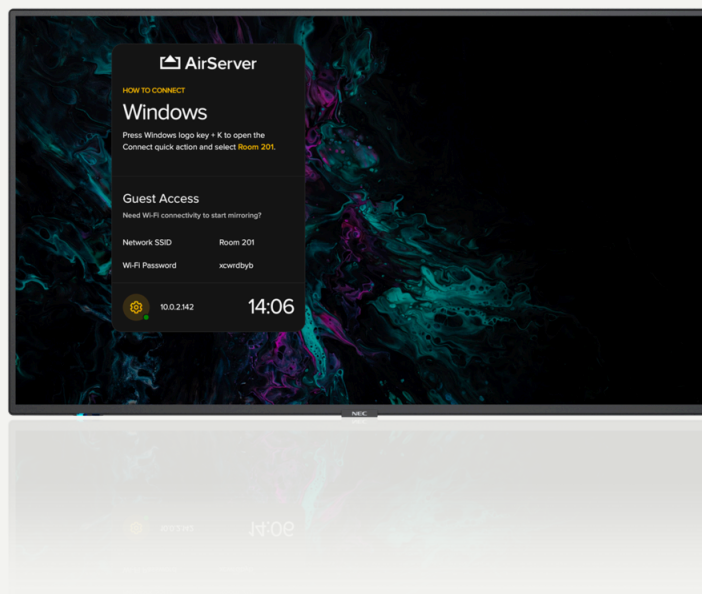 AirServer
HOW TO CONNECT
Windows
Press Windows logo key + K to open the
Connect quick action and select Room 201.
Guest Access
Need Wi-Fi connectivity to start mirroring?
Network SSID Room 201
Wi-Fi Password xcwrdbyb
10.0.2.142 14:06
NEC